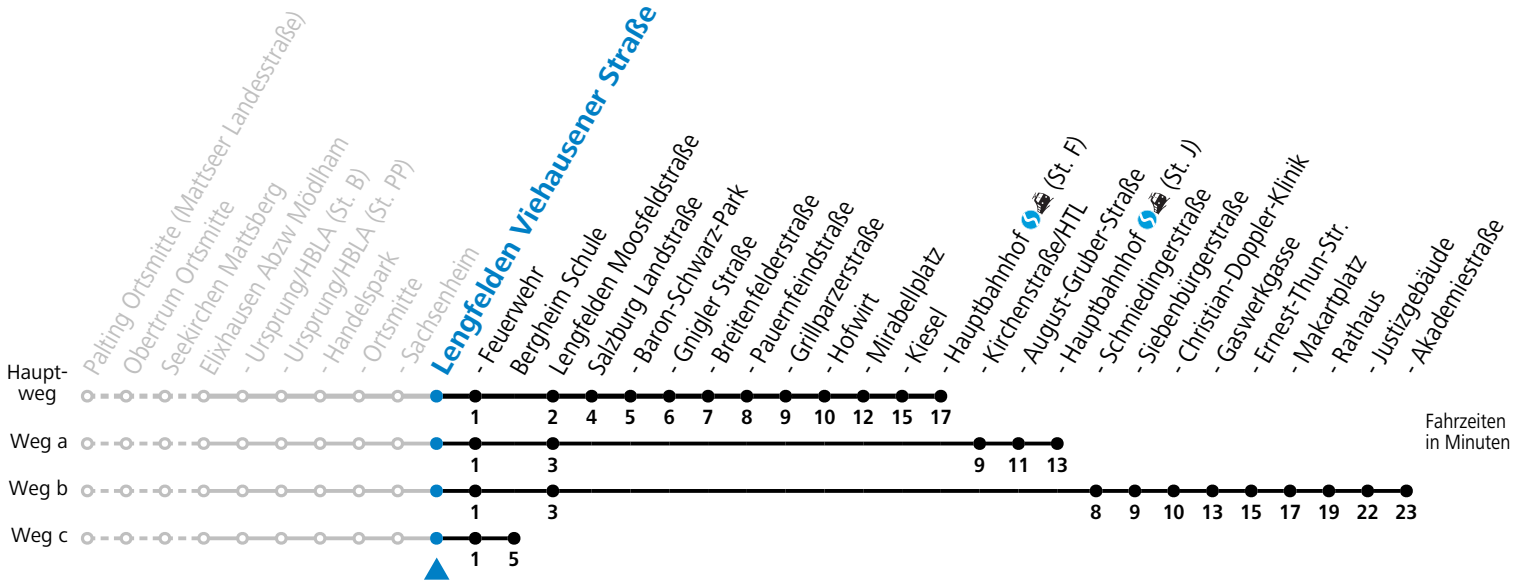 Palting Ortsmitte (Mattseer Landesstraße)
Obertrum Ortsmitte
Seekirchen Mattsberg
Elixhausen Abzw Mödlham
- Ursprung/HBLA (St. B)
- Ursprung/HBLA (St. PP)
- Handelspark
- Ortsmitte
- Sachsenheim
Lengfelden Viehausener Straße
- Feuerwehr
Bergheim Schule
Lengfelden Moosfeldstraße
Salzburg Landstraße
- Baron-Schwarz-Park
- Gnigler Straße
- Breitenfelderstraße
- Pauernfeindstraße
- Grillparzerstraße
- Hofwirt
- Mirabellplatz
- Kiesel
- Hauptbahnhof (St. F)
- Kirchenstraße/HTL
- August-Gruber-Straße
- Hauptbahnhof (St. J)
- Schmiedingerstraße
- Siebenbürgerstraße
- Christian-Doppler-Klinik
- Gaswerkgasse
- Ernest-Thun-Str.
- Makartplatz
- Rathaus
- Justizgebäude
- Akademiestraße
Haupt-
weg
1 2 4 5 6 7 8 9 10 12 15 17
Weg a
1 3 9 11 13
Fahrzeiten
in Minuten
Weg b
1 3 8 9 10 13 15 17 19 22 23
Weg c
1 5